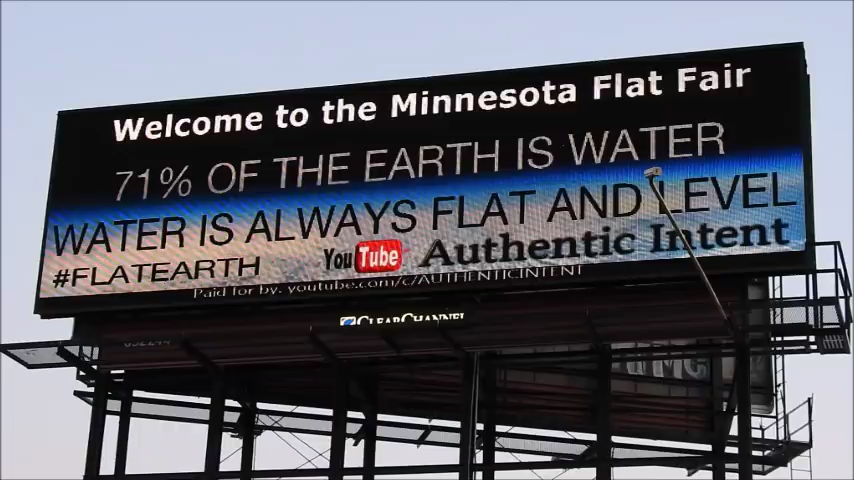 Welcome to the Minnesota Flat Fair
71% OF THE EARTH IS WATER
WATER IS ALWAYS FLAT AND LEVEL
#FLATEARTH YouTube Authentic Intent
Paid for by: youtube.com/c/AUTHENTICINTENT
CLEARCHANNEL